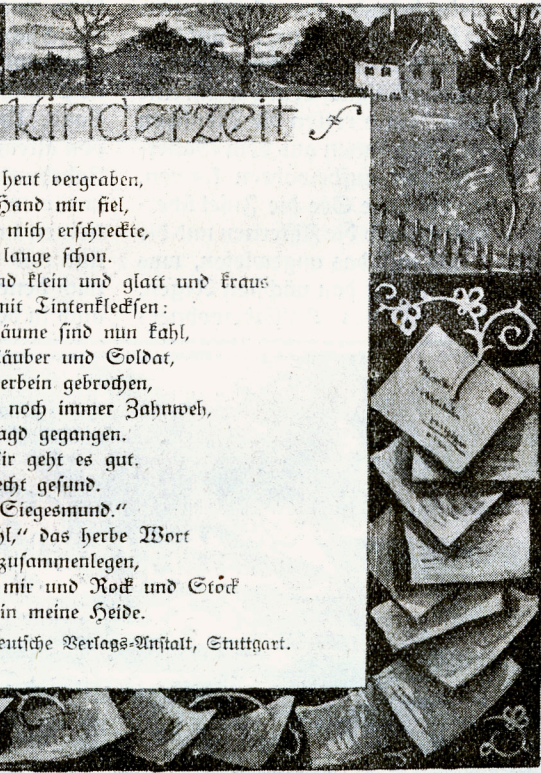 Kinderzeit
heut vergraben,
Hand mir fiel,
mich erschreckte,
lange schon.
nd klein und glatt und kraus
mit Tintenklecksen:
äume sind nun kahl,
äuber und Soldat,
erbein gebrochen,
noch immer Zahnweh,
agd gegangen.
ir geht es gut.
echt gesund.
Siegesmund.“
hl,“ das herbe Wort
zusammenlegen,
mir und Rock und Stock
in meine Heide.
eutsche Verlags-Anstalt, Stuttgart.